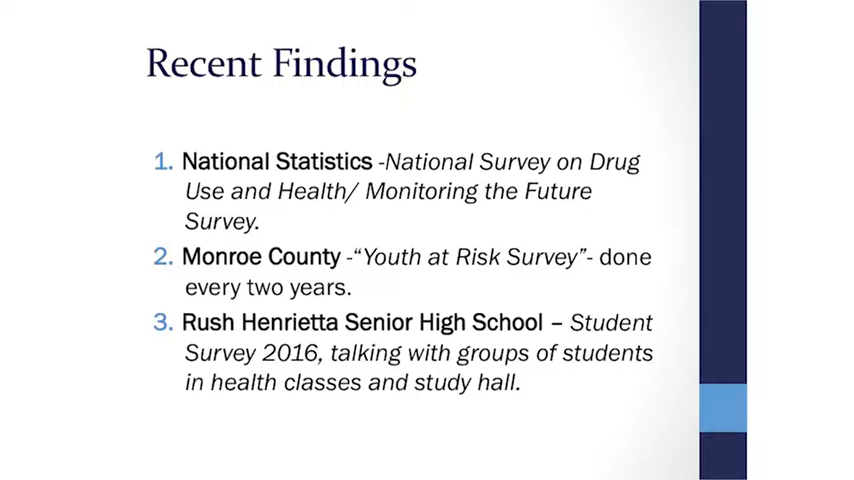 Recent Findings
1. National Statistics -National Survey on Drug
Use and Health/ Monitoring the Future
Survey.
2. Monroe County -“Youth at Risk Survey”- done
every two years.
3. Rush Henrietta Senior High School – Student
Survey 2016, talking with groups of students
in health classes and study hall.